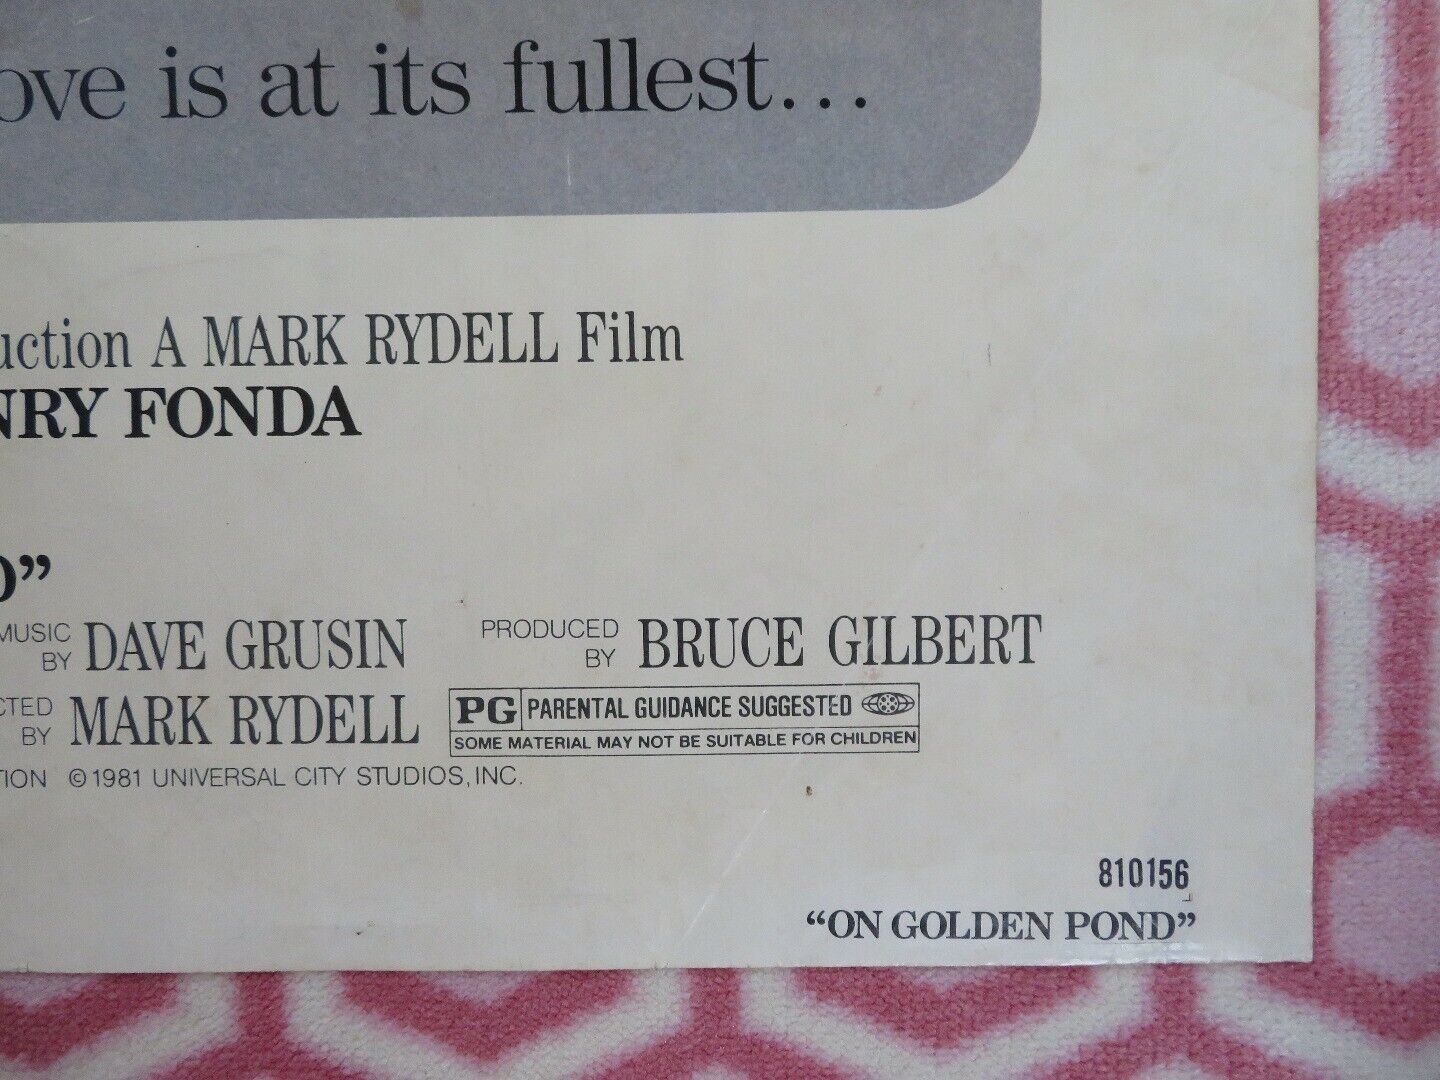 ove is at its fullest...
uction A MARK RYDELL Film
NRY FONDA
D”
MUSIC BY DAVE GRUSIN PRODUCED BY BRUCE GILBERT
CTED BY MARK RYDELL PG PARENTAL GUIDANCE SUGGESTED
SOME MATERIAL MAY NOT BE SUITABLE FOR CHILDREN
TION ©1981 UNIVERSAL CITY STUDIOS, INC.
810156
“ON GOLDEN POND”